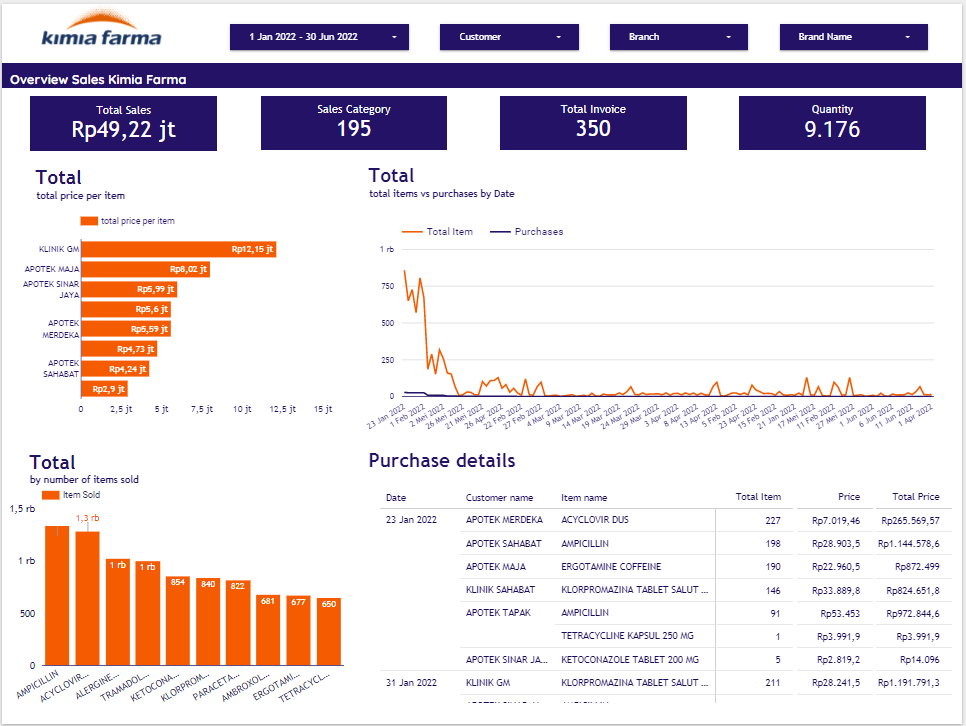 kimia farma
1 Jan 2022 - 30 Jun 2022
Customer
Branch
Brand Name
Overview Sales Kimia Farma
Total Sales
Rp49,22 jt
Sales Category
195
Total Invoice
350
Quantity
9.176
Total
total price per item
total price per item
KLINIK GM
Rp12,15 jt
APOTEK MAJA
Rp8,02 jt
APOTEK SINAR
JAYA
Rp5,99 jt
Rp5,6 jt
APOTEK
MERDEKA
Rp5,59 jt
Rp4,73 jt
APOTEK
SAHABAT
Rp4,24 jt
Rp2,9 jt
0 2,5 jt 5 jt 7,5 jt 10 jt 12,5 jt 15 jt
Total
total items vs purchases by Date
Total Item Purchases
1 rb
750
500
250
0
23 Jan 2022 1 Feb 2022 2 Mei 2022 26 Mei 2022 21 Mei 2022 26 Apr 2022 22 Feb 2022 27 Feb 2022 4 Mar 2022 9 Mar 2022 14 Mar 2022 19 Mar 2022 24 Mar 2022 29 Mar 2022 3 Apr 2022 8 Apr 2022 13 Apr 2022 5 Feb 2022 23 Apr 2022 15 Feb 2022 21 Jan 2022 17 Mei 2022 11 Feb 2022 27 Mei 2022 1 Jun 2022 6 Jun 2022 11 Jun 2022 1 Apr 2022
Total
by number of items sold
Item Sold
1,5 rb
1 rb
500
0
1,3 rb
1 rb
1 rb
854
840
822
681
677
650
AMPICILLIN ACYCLOVIR... ALERGINE... TRAMADOL... KETOCONA... KLORPROM... PARACETA... AMBROXOL... ERGOTAMI... TETRACYCL...
Purchase details
Date Customer name Item name Total Item Price Total Price
23 Jan 2022 APOTEK MERDEKA ACYCLOVIR DUS 227 Rp7.019,46 Rp265.569,57
APOTEK SAHABAT AMPICILLIN 198 Rp28.903,5 Rp1.144.578,6
APOTEK MAJA ERGOTAMINE COFFEINE 190 Rp22.960,5 Rp872.499
KLINIK SAHABAT KLORPROMAZINA TABLET SALUT ... 146 Rp33.889,8 Rp824.651,8
APOTEK TAPAK AMPICILLIN 91 Rp53.453 Rp972.844,6
TETRACYCLINE KAPSUL 250 MG 1 Rp3.991,9 Rp3.991,9
APOTEK SINAR JA... KETOCONAZOLE TABLET 200 MG 5 Rp2.819,2 Rp14.096
31 Jan 2022 KLINIK GM KLORPROMAZINA TABLET SALUT ... 211 Rp28.241,5 Rp1.191.791,3